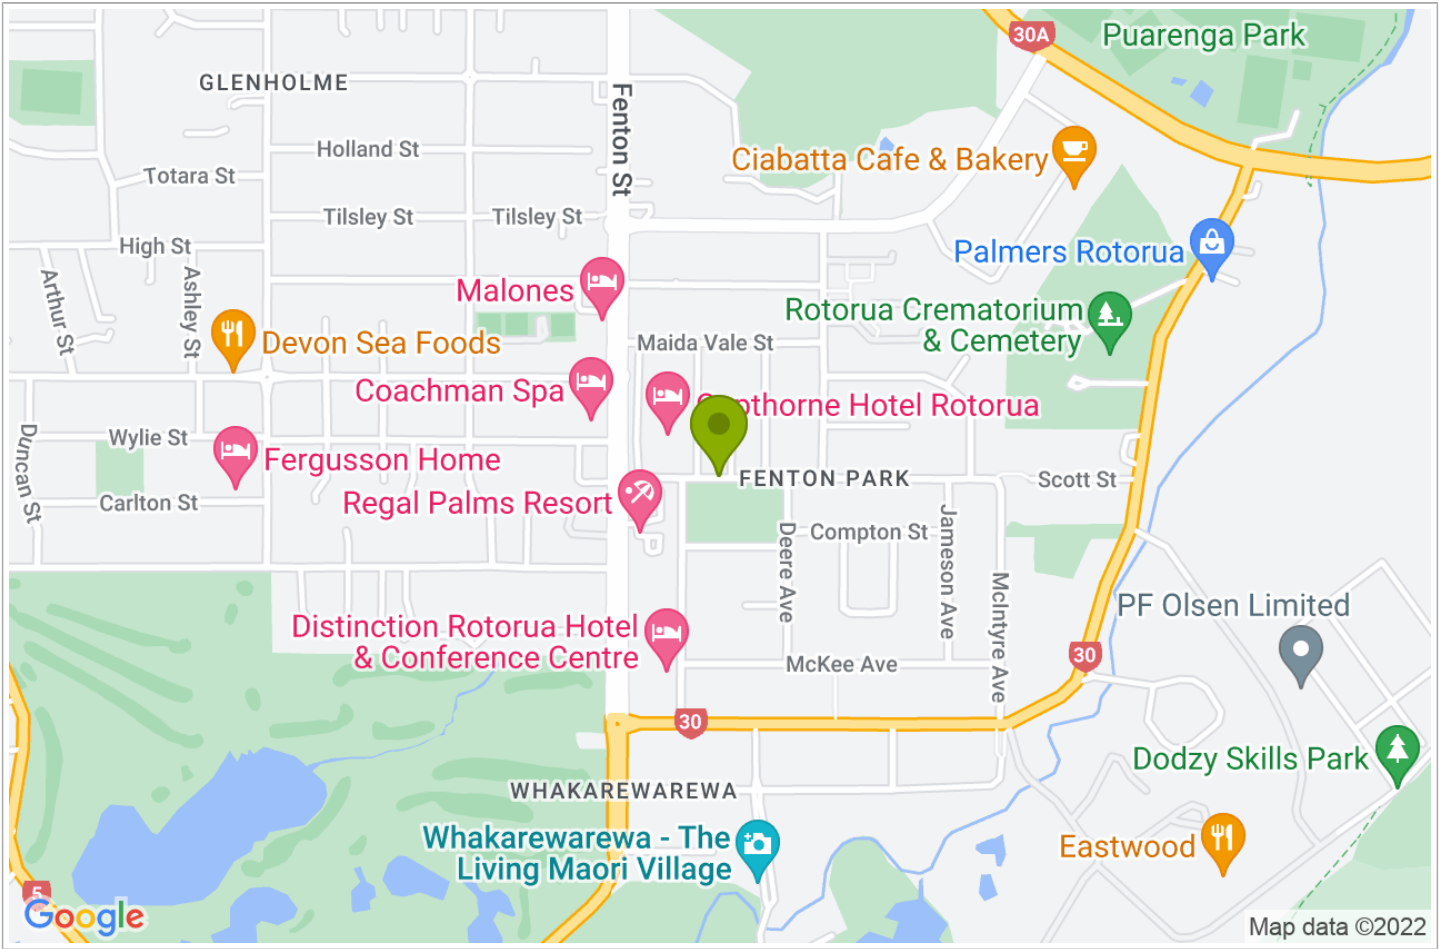 30A
Puarenga Park
GLENHOLME
Fenton St
Holland St
Ciabatta Cafe & Bakery
Totara St
Tilsley St
Tilsley St
High St
Palmers Rotorua
Arthur St
Ashley St
Malones
Rotorua Crematorium
& Cemetery
Devon Sea Foods
Maida Vale St
Coachman Spa
Hotel Rotorua
Duncan St
Wylie St
Fergusson Home
FENTON PARK
Scott St
Carlton St
Regal Palms Resort
Deere Ave
Compton St
Jameson Ave
McIntyre Ave
PF Olsen Limited
Distinction Rotorua Hotel
& Conference Centre
McKee Ave
30
30
Dodzy Skills Park
WHAKAREWAREWA
Whakarewarewa - The
Living Maori Village
Eastwood
5
Google
Map data ©2022